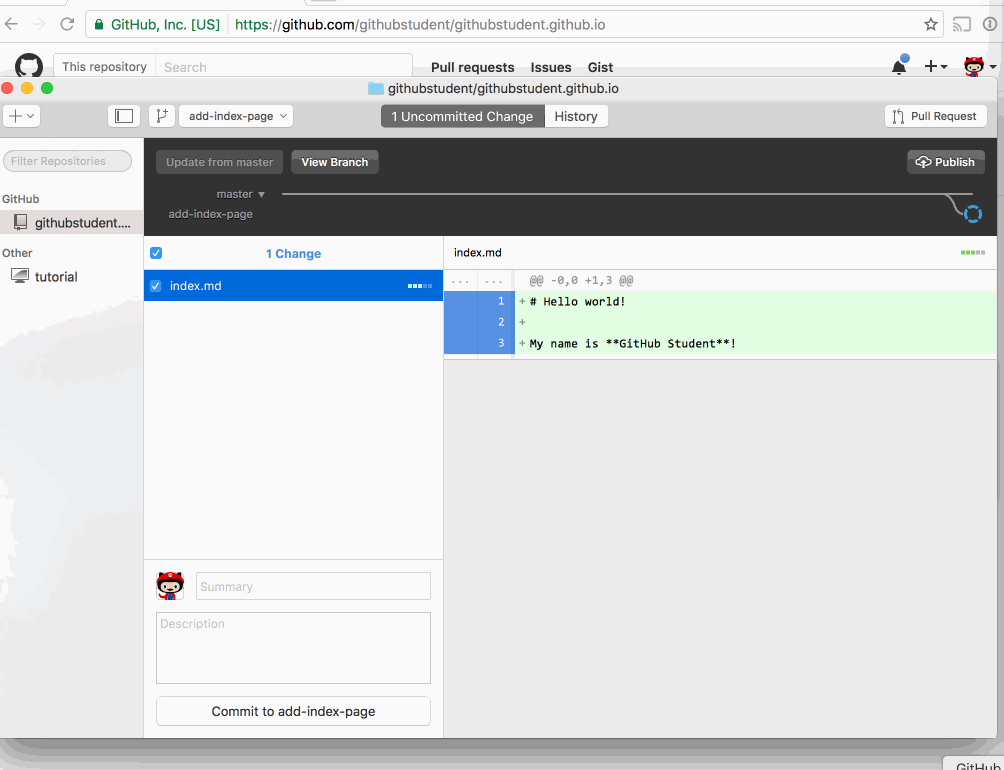 GitHub, Inc. [US] https://github.com/githubstudent/githubstudent.github.io
This repository Search Pull requests Issues Gist
githubstudent/githubstudent.github.io
add-index-page 1 Uncommitted Change History Pull Request
Filter Repositories Update from master View Branch Publish
master
GitHub
add-index-page
githubstudent....
Other
tutorial
1 Change
index.md
index.md
... ... @@ -0,0 +1,3 @@
1 +# Hello world!
2 +
3 +My name is **GitHub Student**!
Summary
Description
Commit to add-index-page
GitHub